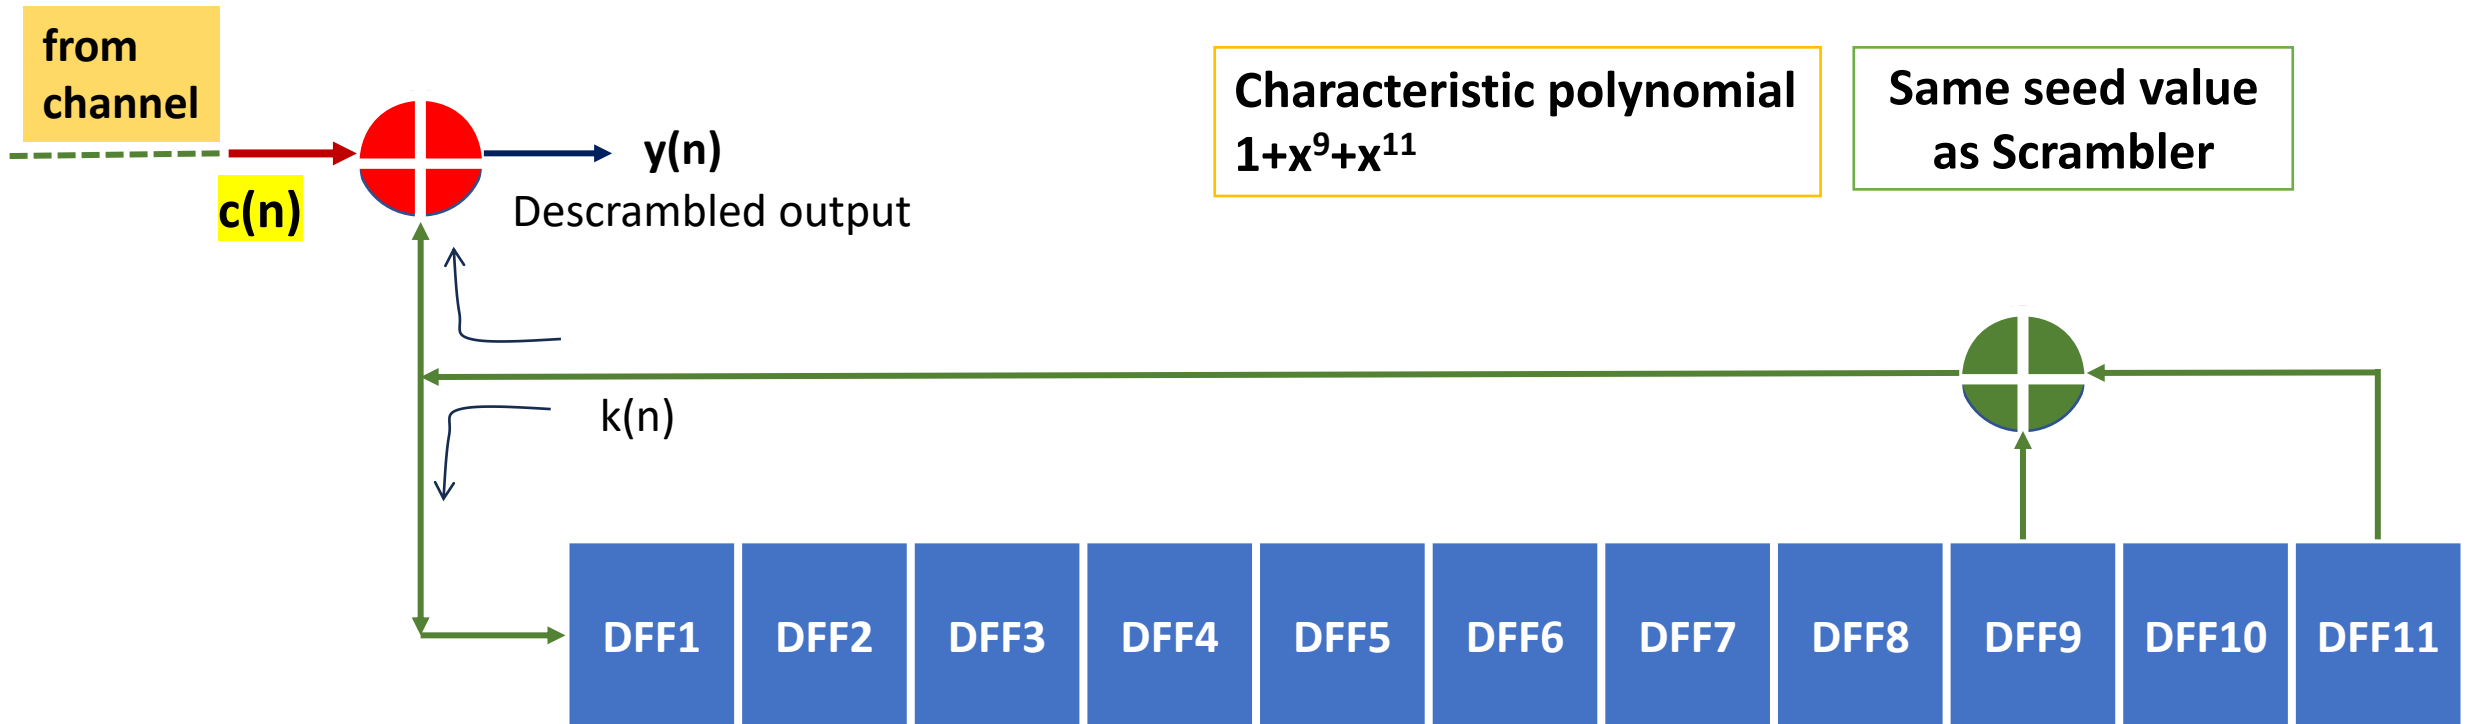 from
channel
c(n)
y(n)
Descrambled output
Characteristic polynomial
1+x⁹+x¹¹
Same seed value
as Scrambler
k(n)
DFF1 DFF2 DFF3 DFF4 DFF5 DFF6 DFF7 DFF8 DFF9 DFF10 DFF11